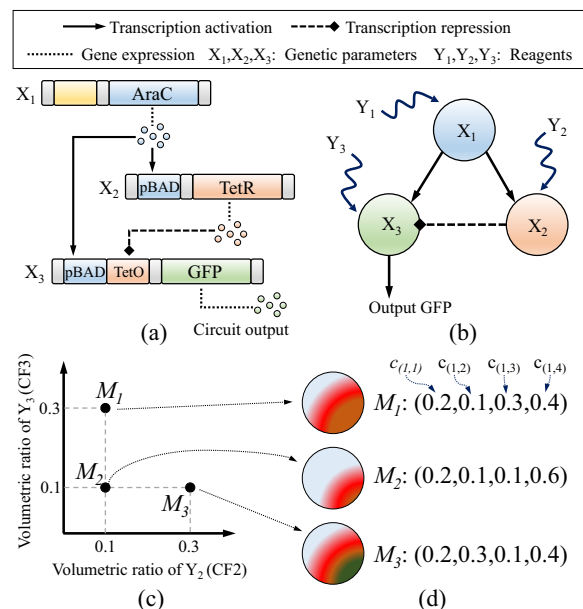 Transcription activation Transcription repression
Gene expression X1,X2,X3: Genetic parameters Y1,Y2,Y3: Reagents
X1 AraC
X2 pBAD TetR
X3 pBAD TetO GFP
Circuit output
(a)
Y1 X1 Y2
Y3
X3 X2
Output GFP
(b)
Volumetric ratio of Y3 (CF3)
0.3 M1
0.1 M2 M3
0.1 0.3
Volumetric ratio of Y2 (CF2)
(c)
c(1,1) c(1,2) c(1,3) c(1,4)
M1: (0.2,0.1,0.3,0.4)
M2: (0.2,0.1,0.1,0.6)
M3: (0.2,0.3,0.1,0.4)
(d)